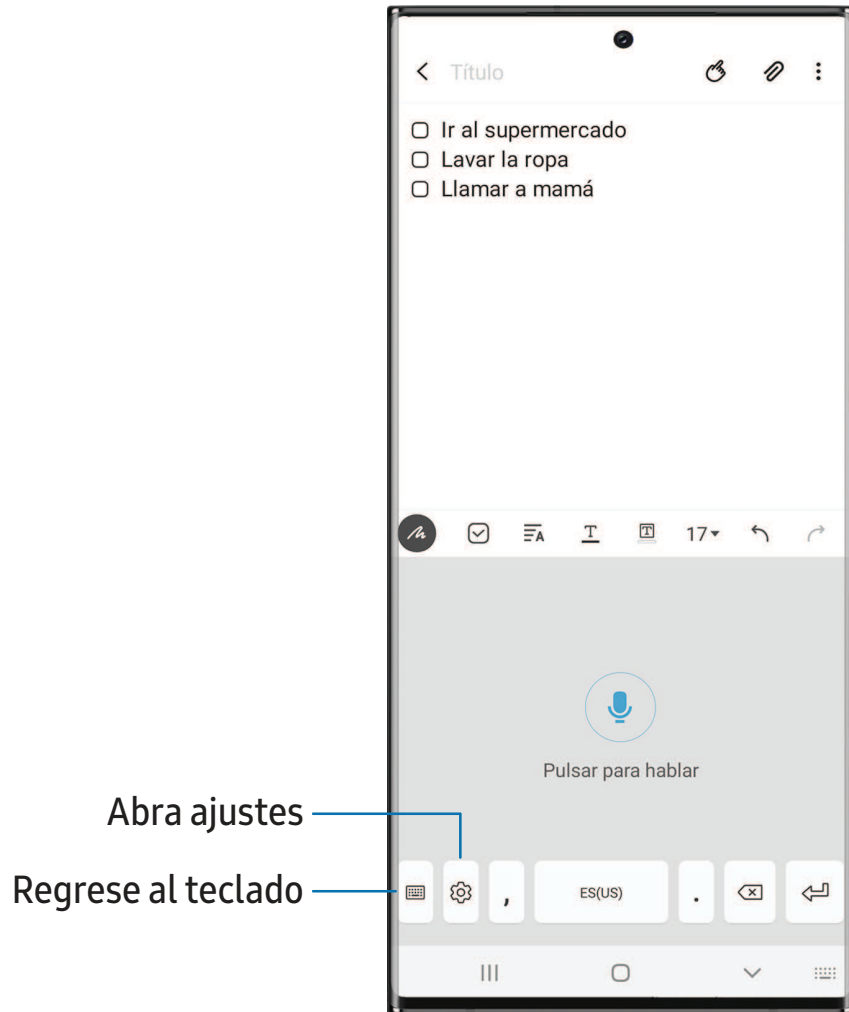 Título
Ir al supermercado
Lavar la ropa
Llamar a mamá
17
Pulsar para hablar
Abra ajustes
Regrese al teclado
,
ES(US)
.